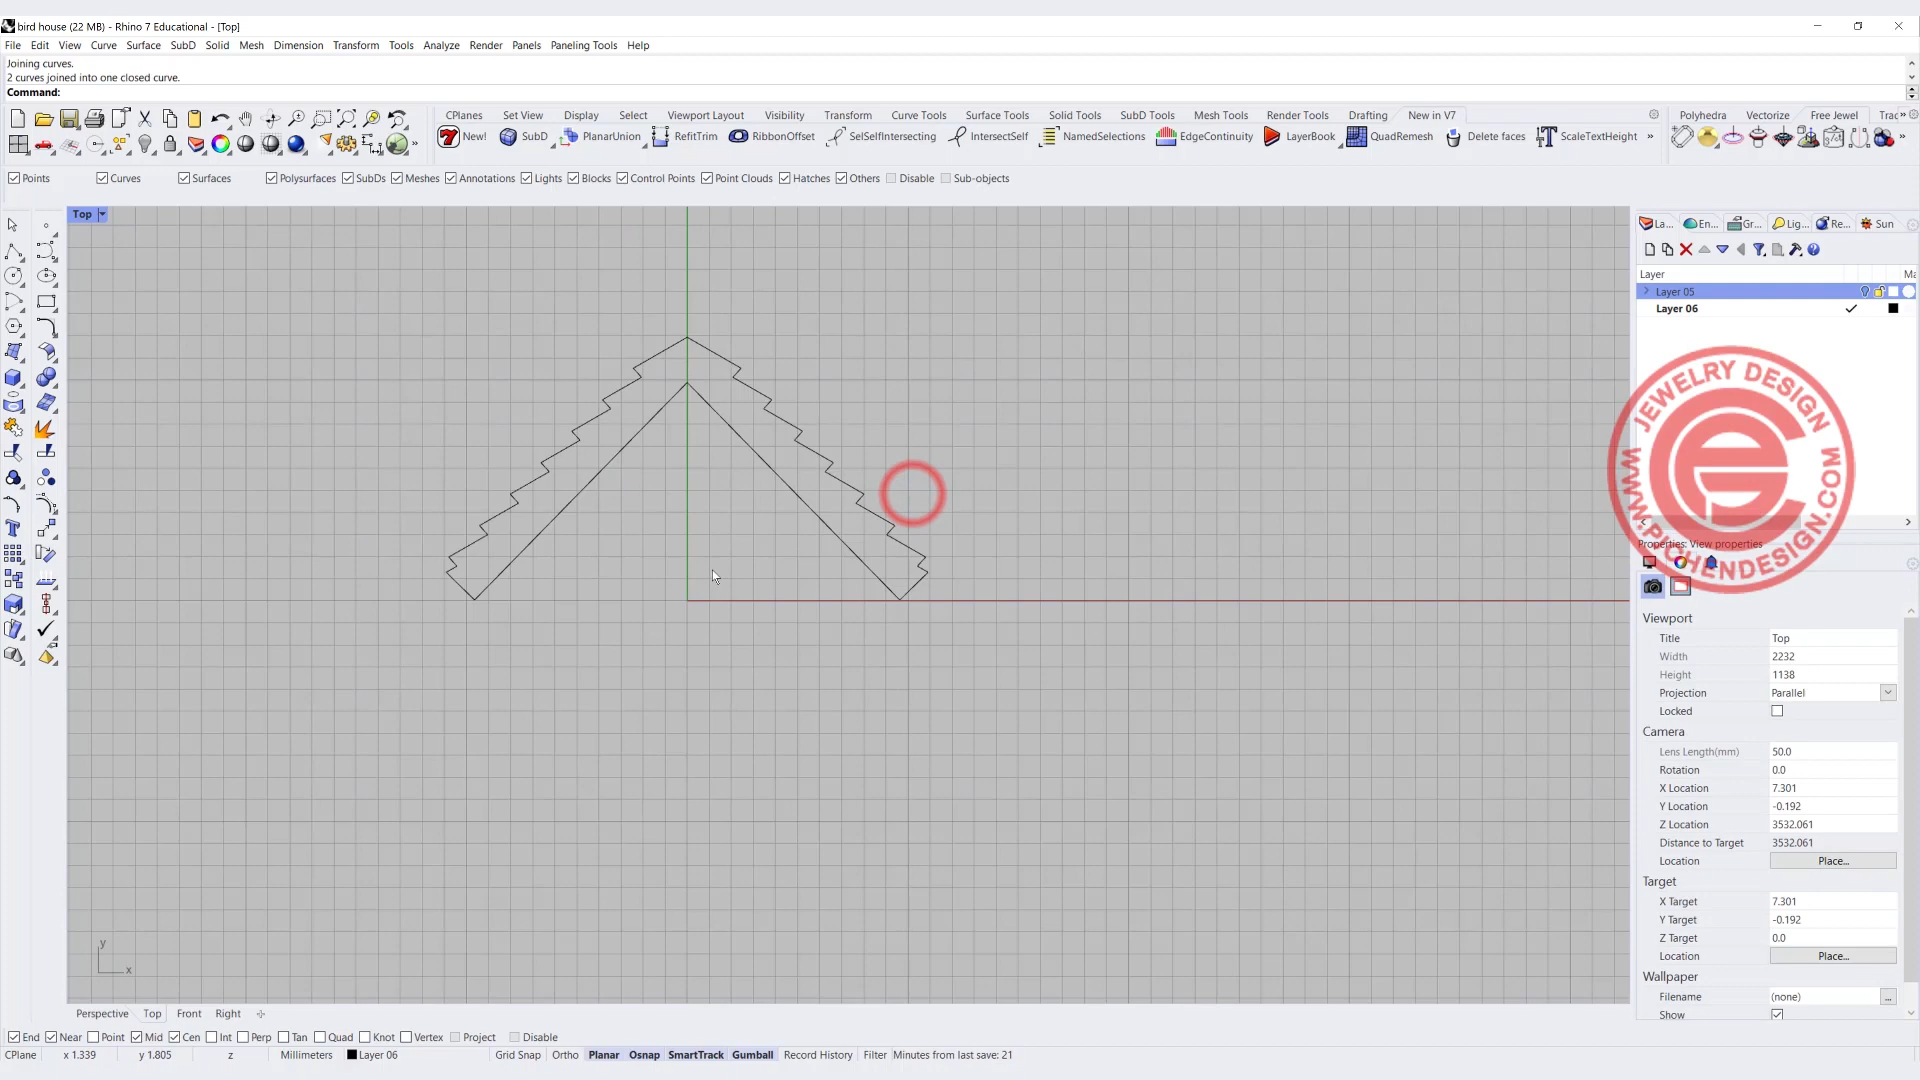 bird house (22 MB) - Rhino 7 Educational - [Top]
File Edit View Curve Surface SubD Solid Mesh Dimension Transform Tools Analyze Render Panels Paneling Tools Help
Joining curves.
2 curves joined into one closed curve.
Command:
CPlanes Set View Display Select Viewport Layout Visibility Transform Curve Tools Surface Tools Solid Tools SubD Tools Mesh Tools Render Tools Drafting New in V7 Polyhedra Vectorize Free Jewel Trac
New! SubD PlanarUnion RefitTrim RibbonOffset SelSelfIntersecting IntersectSelf NamedSelections EdgeContinuity LayerBook QuadRemesh Delete faces ScaleTextHeight
Points Curves Surfaces Polysurfaces SubDs Meshes Annotations Lights Blocks Control Points Point Clouds Hatches Others Disable Sub-objects
Top
La... En... Gr... Lig... Re... Sun
Layer Ma
Layer 05
Layer 06
JEWELRY DESIGN
WWW.PICHENDESIGN.COM
Properties: View properties
Viewport
Title Top
Width 2232
Height 1138
Projection Parallel
Locked
Camera
Lens Length(mm) 50.0
Rotation 0.0
X Location 7.301
Y Location -0.192
Z Location 3532.061
Distance to Target 3532.061
Location Place...
Target
X Target 7.301
Y Target -0.192
Z Target 0.0
Location Place...
Wallpaper
Filename (none) ...
Show
y
x
Perspective Top Front Right
End Near Point Mid Cen Int Perp Tan Quad Knot Vertex Project Disable
CPlane x 1.339 y 1.805 z Millimeters Layer 06 Grid Snap Ortho Planar Osnap SmartTrack Gumball Record History Filter Minutes from last save: 21